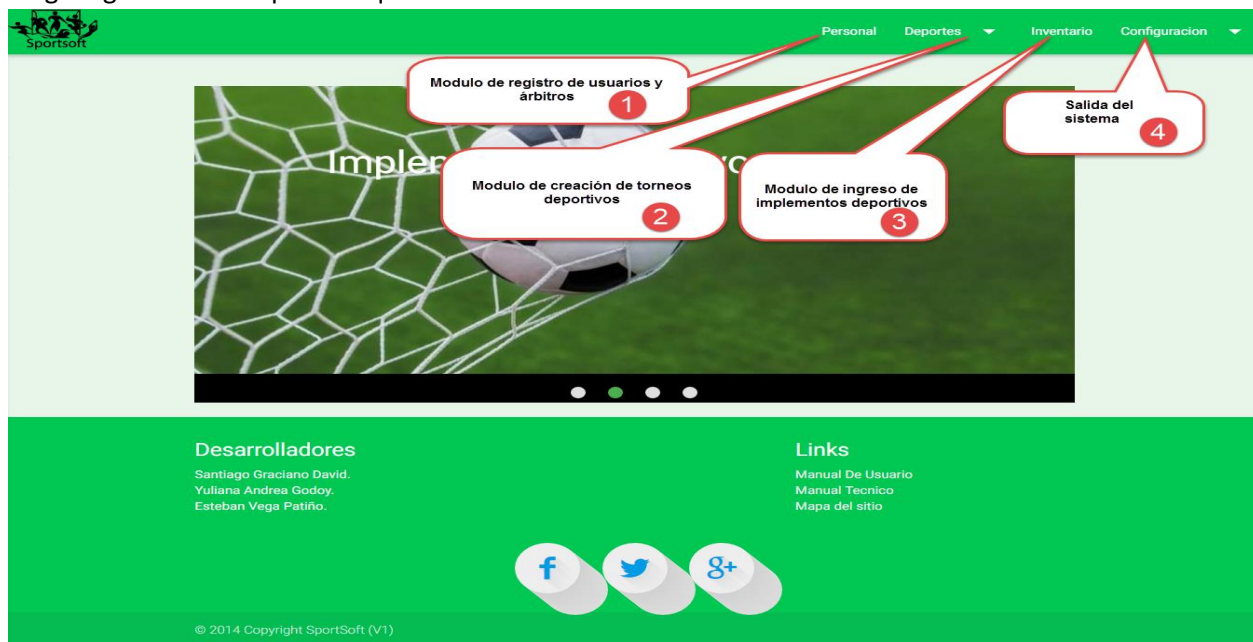 Sportsoft
Personal Deportes Inventario Configuracion
Modulo de registro de usuarios y
árbitros
1
Salida del
sistema
4
Implem
Modulo de creación de torneos
deportivos
2
Modulo de ingreso de
implementos deportivos
3
Desarrolladores
Santiago Graciano David.
Yuliana Andrea Godoy.
Esteban Vega Patiño.
Links
Manual De Usuario
Manual Tecnico
Mapa del sitio
f
g+
© 2014 Copyright SportSoft (V1)